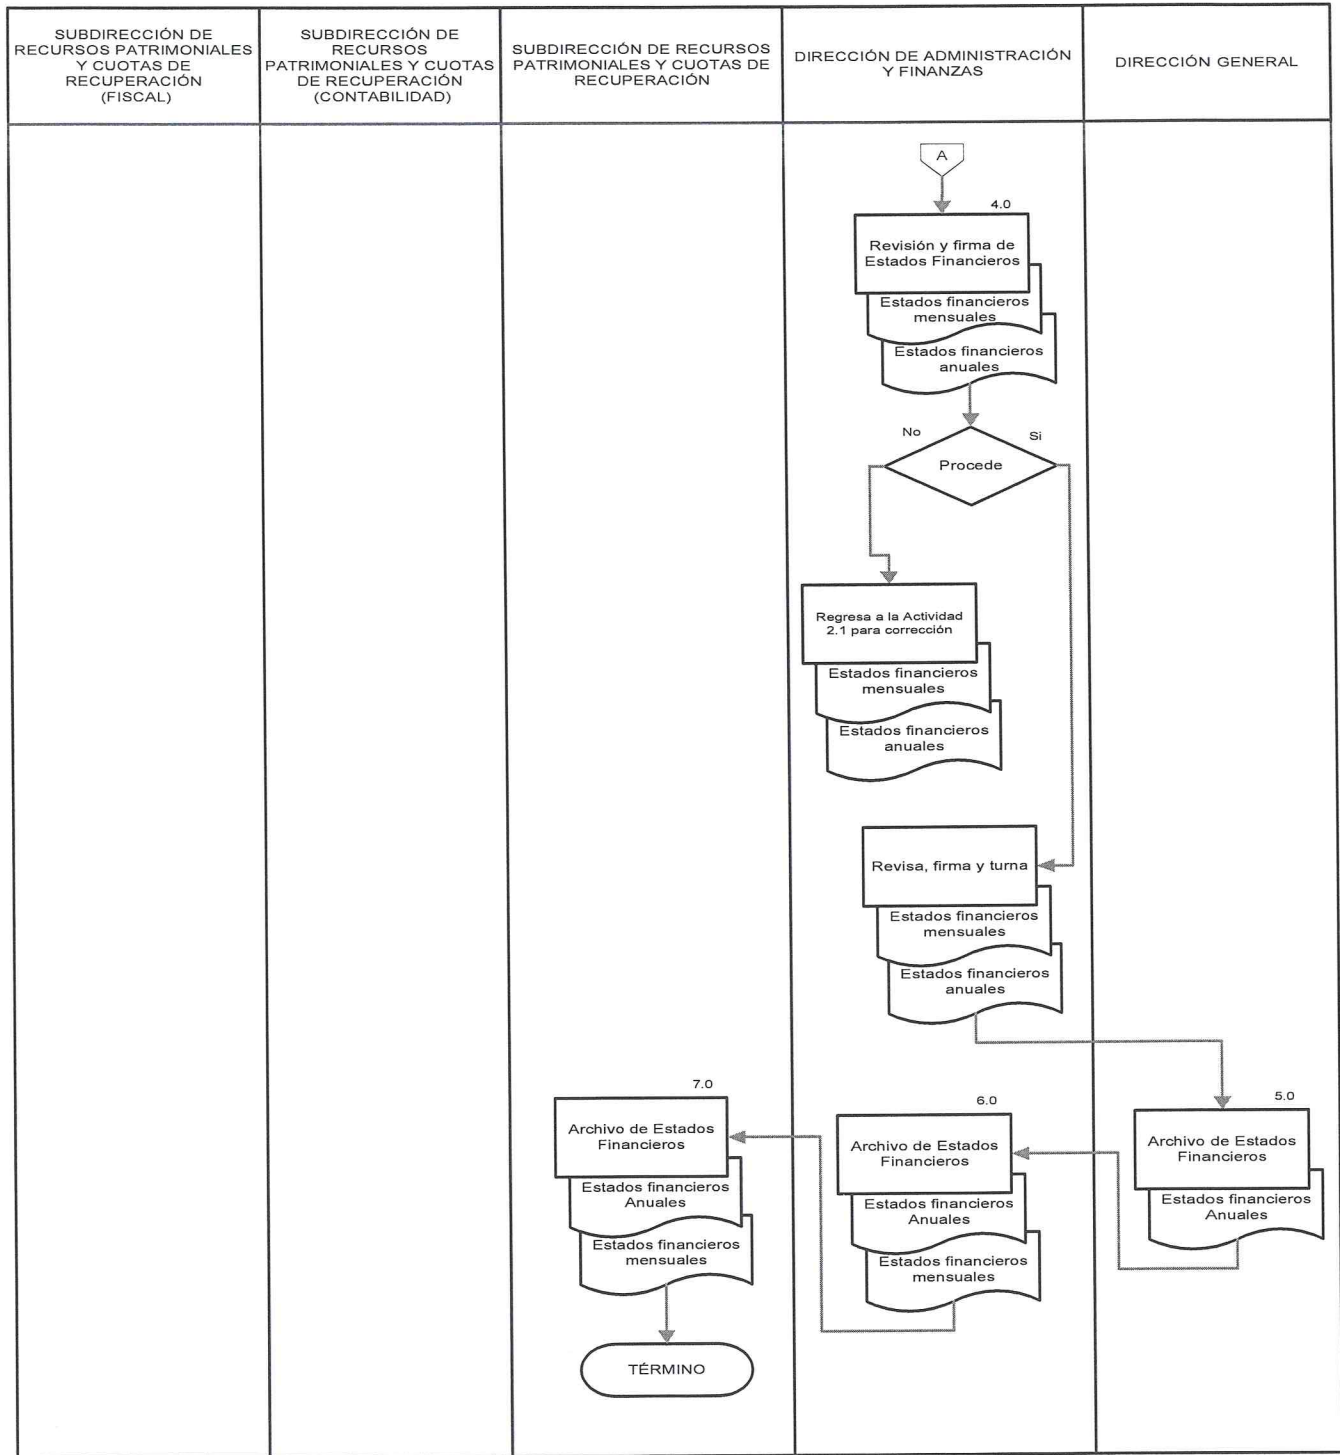 SUBDIRECCIÓN DE
RECURSOS PATRIMONIALES
Y CUOTAS DE
RECUPERACIÓN
(FISCAL)
SUBDIRECCIÓN DE
RECURSOS
PATRIMONIALES Y CUOTAS
DE RECUPERACIÓN
(CONTABILIDAD)
SUBDIRECCIÓN DE RECURSOS
PATRIMONIALES Y CUOTAS DE
RECUPERACIÓN
DIRECCIÓN DE ADMINISTRACIÓN
Y FINANZAS
DIRECCIÓN GENERAL
A
4.0
Revisión y firma de
Estados Financieros
Estados financieros
mensuales
Estados financieros
anuales
No
Si
Procede
Regresa a la Actividad
2.1 para corrección
Estados financieros
mensuales
Estados financieros
anuales
Revisa, firma y turna
Estados financieros
mensuales
Estados financieros
anuales
5.0
Archivo de Estados
Financieros
Estados financieros
Anuales
6.0
Archivo de Estados
Financieros
Estados financieros
Anuales
Estados financieros
mensuales
7.0
Archivo de Estados
Financieros
Estados financieros
Anuales
Estados financieros
mensuales
TÉRMINO